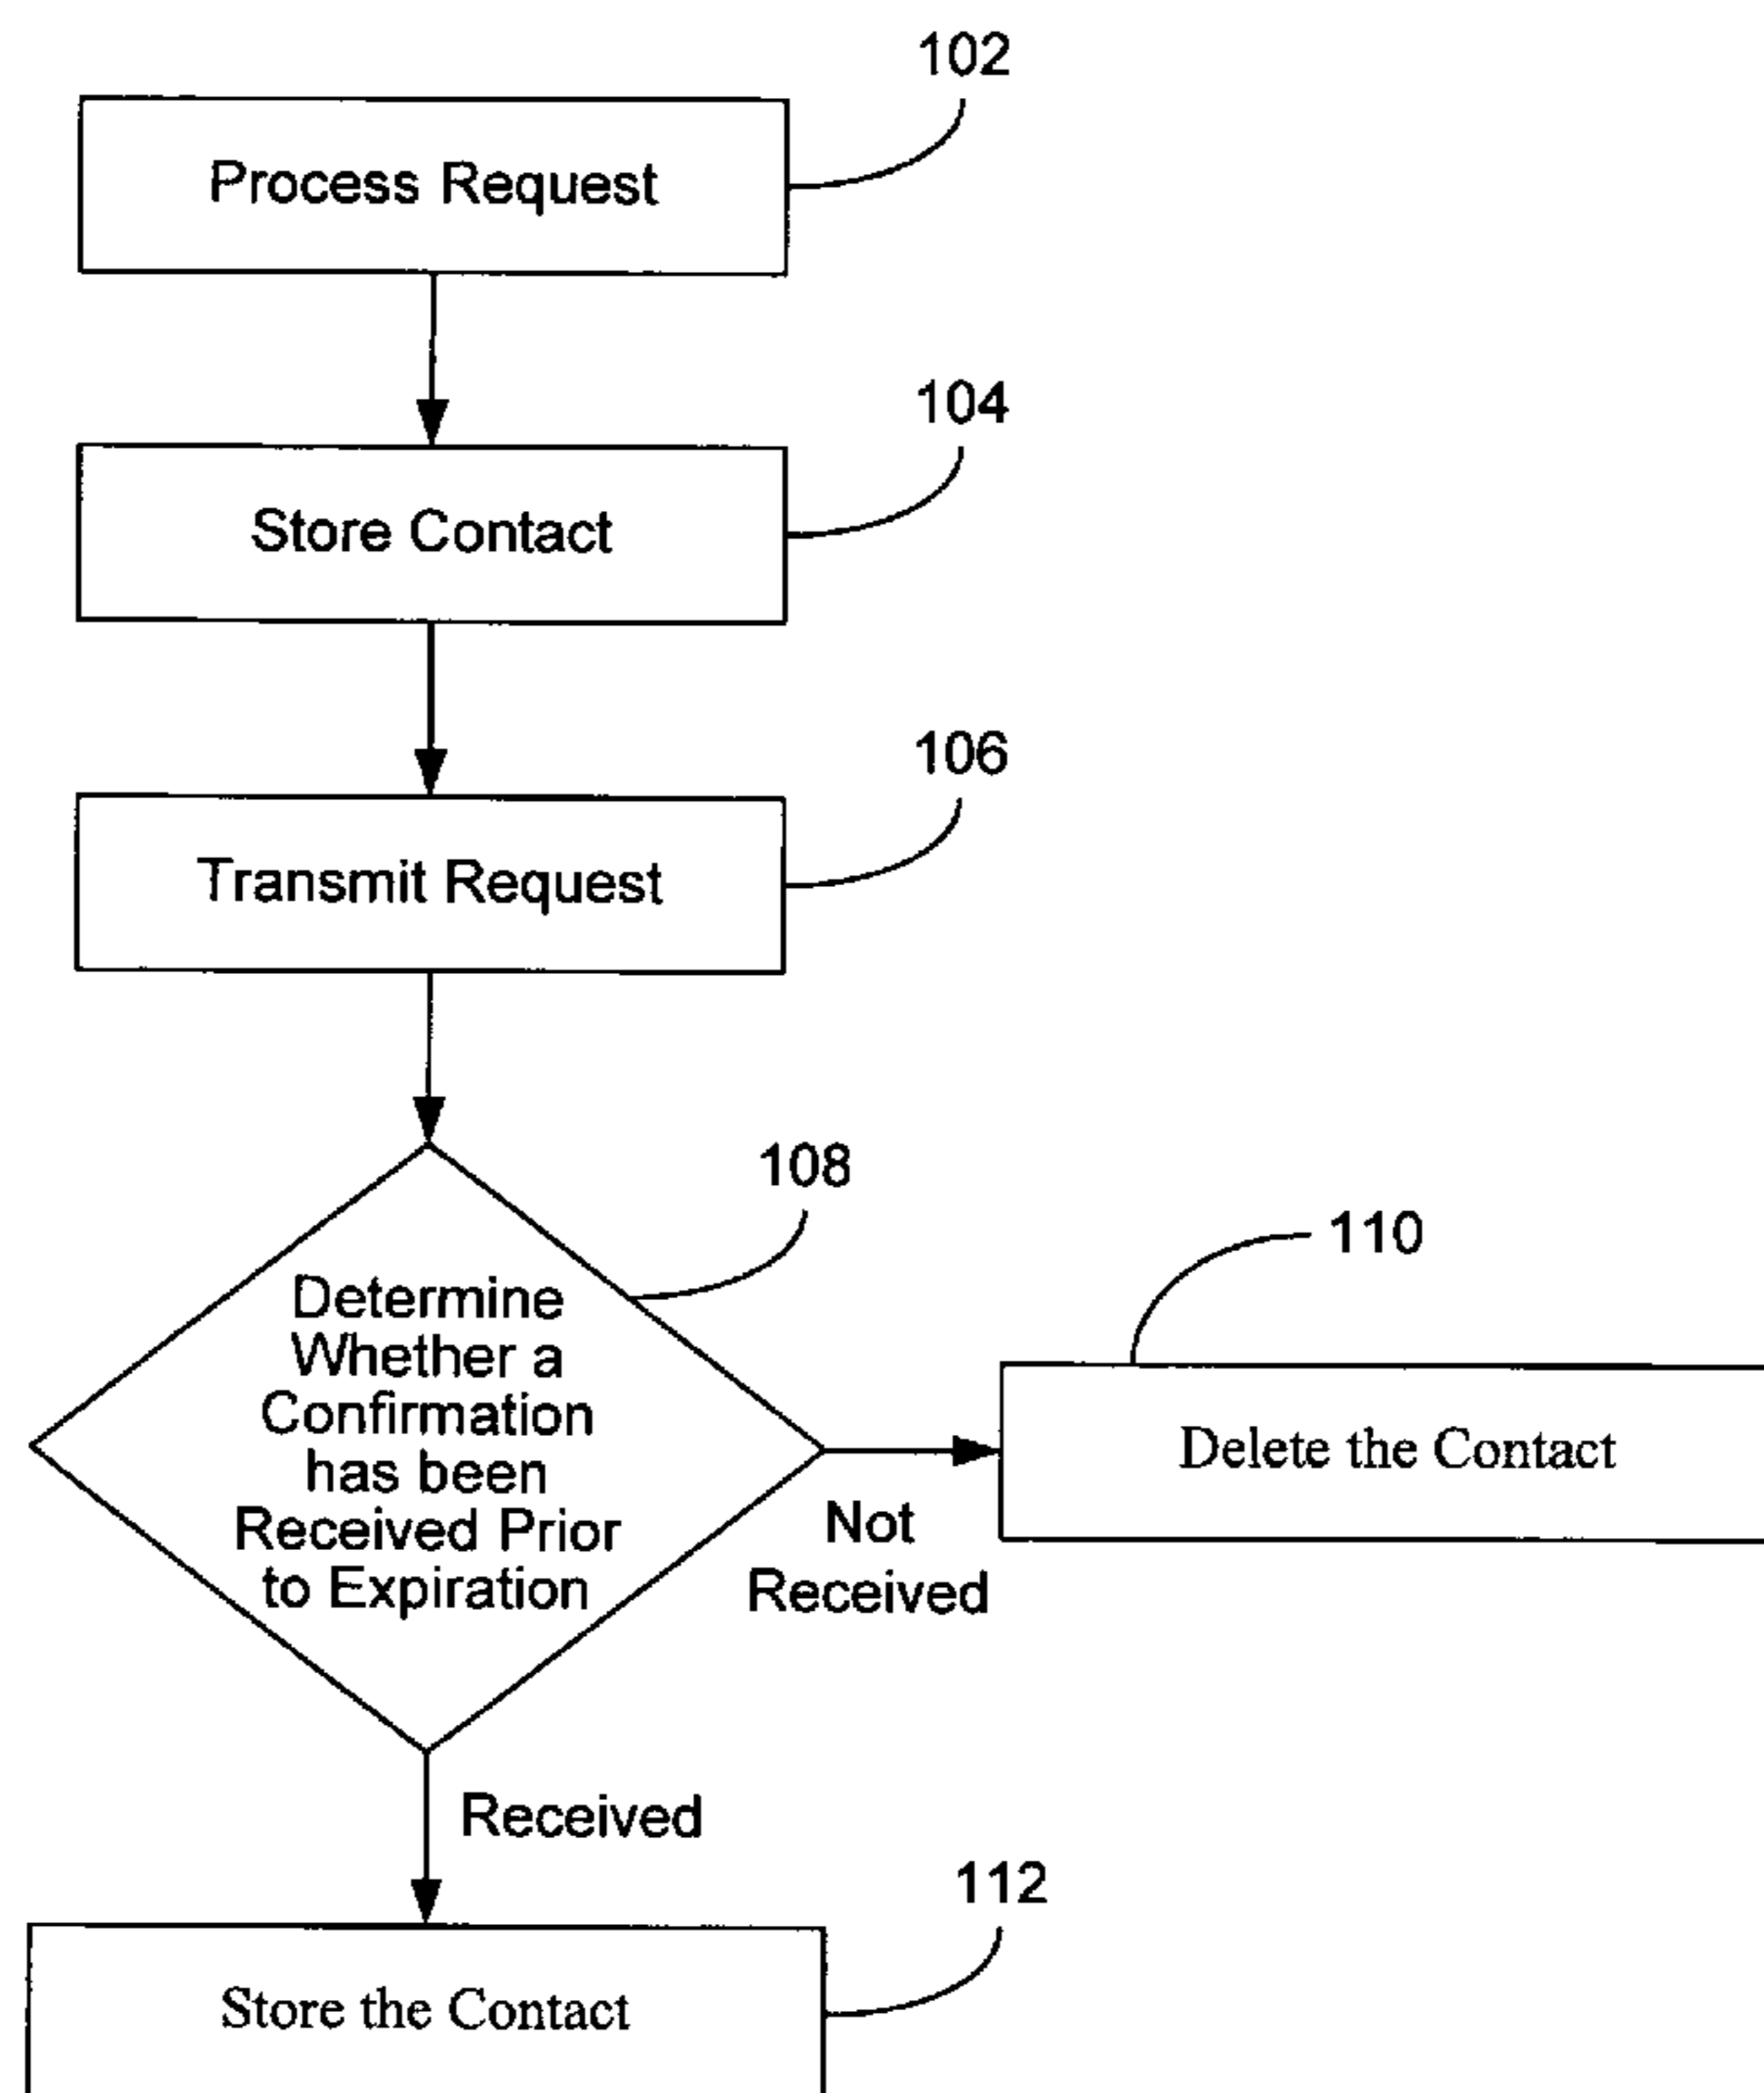 102
Process Request
104
Store Contact
106
Transmit Request
108
Determine
Whether a
Confirmation
has been
Received Prior
to Expiration
110
Delete the Contact
Not
Received
Received
112
Store the Contact